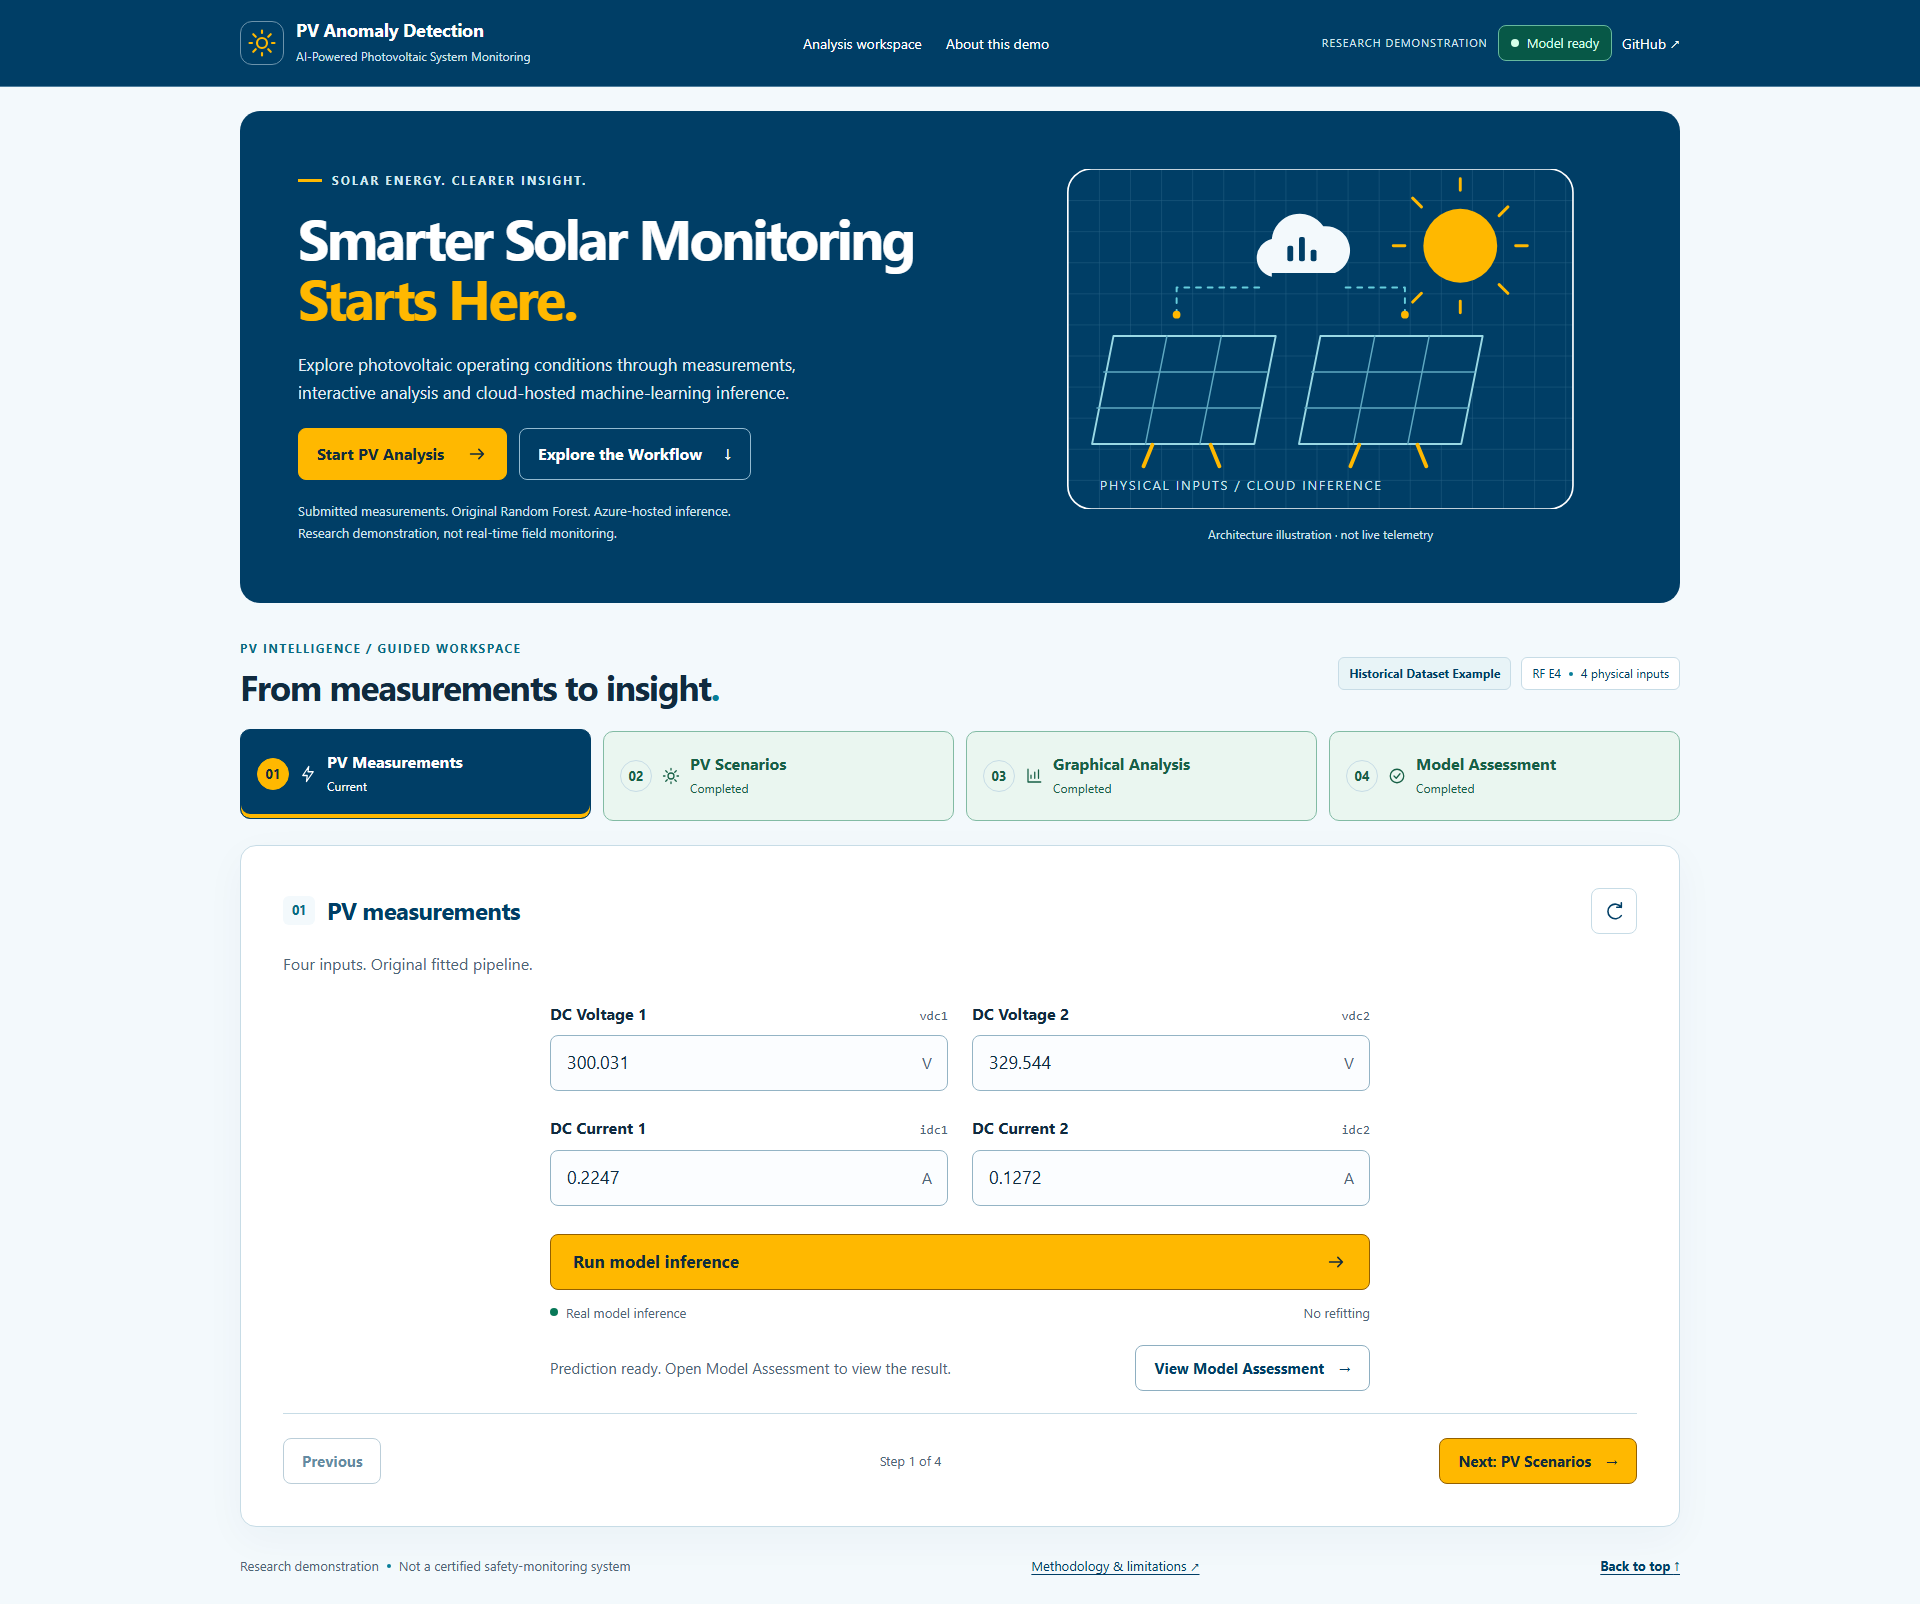 PV Anomaly Detection
AI-Powered Photovoltaic System Monitoring
Analysis workspace
About this demo
RESEARCH DEMONSTRATION
Model ready
GitHub ↗
SOLAR ENERGY. CLEARER INSIGHT.
Smarter Solar Monitoring
Starts Here.
Explore photovoltaic operating conditions through measurements,
interactive analysis and cloud-hosted machine-learning inference.
Start PV Analysis →
Explore the Workflow ↓
Submitted measurements. Original Random Forest. Azure-hosted inference.
Research demonstration, not real-time field monitoring.
PHYSICAL INPUTS / CLOUD INFERENCE
Architecture illustration · not live telemetry
PV INTELLIGENCE / GUIDED WORKSPACE
From measurements to insight.
Historical Dataset Example
RF E4 • 4 physical inputs
01
PV Measurements
Current
02
PV Scenarios
Completed
03
Graphical Analysis
Completed
04
Model Assessment
Completed
01
PV measurements
Four inputs. Original fitted pipeline.
DC Voltage 1
vdc1
300.031
V
DC Voltage 2
vdc2
329.544
V
DC Current 1
idc1
0.2247
A
DC Current 2
idc2
0.1272
A
Run model inference →
Real model inference
No refitting
Prediction ready. Open Model Assessment to view the result.
View Model Assessment →
Previous
Step 1 of 4
Next: PV Scenarios →
Research demonstration • Not a certified safety-monitoring system
Methodology & limitations ↗
Back to top ↑